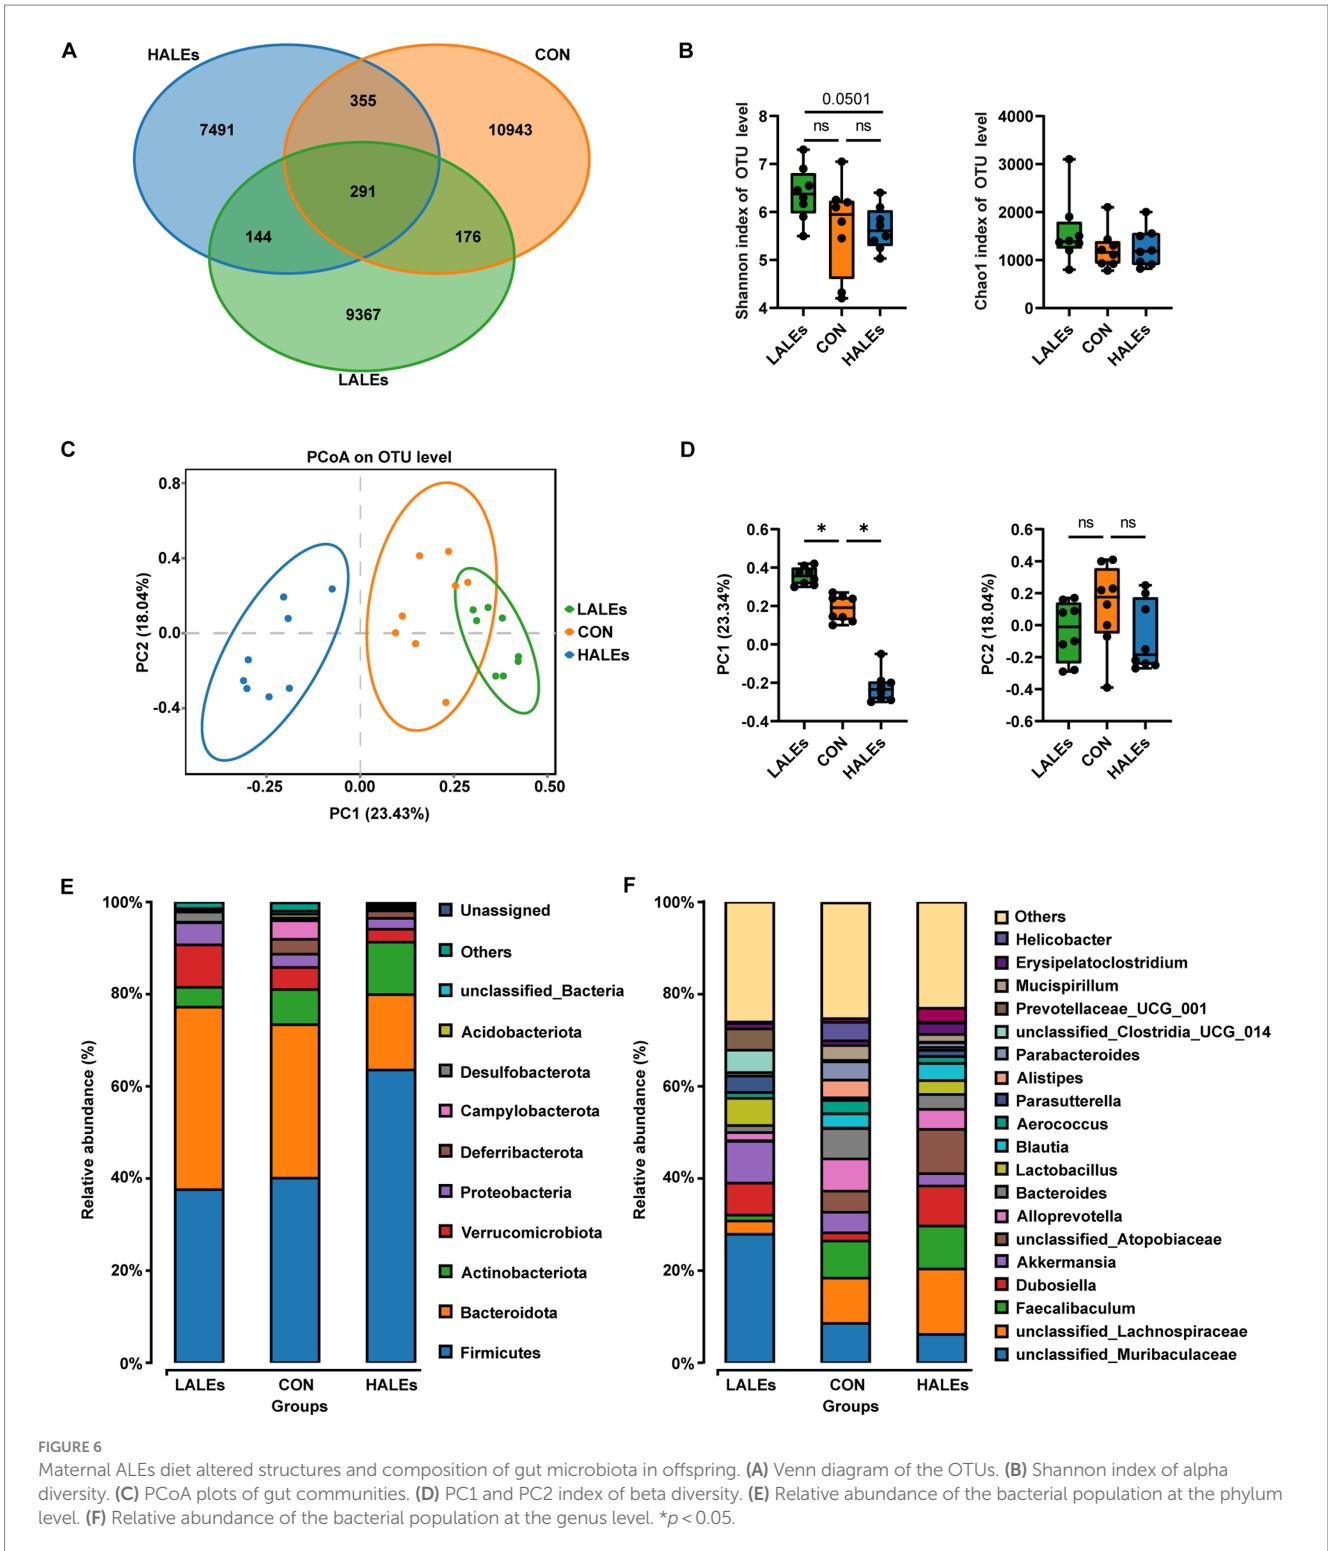 A
HALEs
CON
355
7491
10943
291
144
176
9367
LALEs
B
0.0501
ns
ns
8
7
6
5
4
Shannon index of OTU level
LALEs
CON
HALEs
4000
3000
2000
1000
0
Chao1 index of OTU level
LALEs
CON
HALEs
C
PCoA on OTU level
0.8
0.4
0.0
-0.4
PC2 (18.04%)
-0.25
0.00
0.25
0.50
PC1 (23.43%)
LALEs
CON
HALEs
D
*
*
0.6
0.4
0.2
0.0
-0.2
-0.4
PC1 (23.34%)
LALEs
CON
HALEs
ns
ns
0.6
0.4
0.2
0.0
-0.2
-0.4
-0.6
PC2 (18.04%)
LALEs
CON
HALEs
E
100%
80%
60%
40%
20%
0%
Relative abundance (%)
LALEs
CON
HALEs
Groups
Unassigned
Others
unclassified_Bacteria
Acidobacteriota
Desulfobacterota
Campylobacterota
Deferribacterota
Proteobacteria
Verrucomicrobiota
Actinobacteriota
Bacteroidota
Firmicutes
F
100%
80%
60%
40%
20%
0%
Relative abundance (%)
LALEs
CON
HALEs
Groups
Others
Helicobacter
Erysipelatoclostridium
Mucispirillum
Prevotellaceae_UCG_001
unclassified_Clostridia_UCG_014
Parabacteroides
Alistipes
Parasutterella
Aerococcus
Blautia
Lactobacillus
Bacteroides
Alloprevotella
unclassified_Atopobiaceae
Akkermansia
Dubosiella
Faecalibaculum
unclassified_Lachnospiraceae
unclassified_Muribaculaceae
FIGURE 6
Maternal ALEs diet altered structures and composition of gut microbiota in offspring. (A) Venn diagram of the OTUs. (B) Shannon index of alpha
diversity. (C) PCoA plots of gut communities. (D) PC1 and PC2 index of beta diversity. (E) Relative abundance of the bacterial population at the phylum
level. (F) Relative abundance of the bacterial population at the genus level. *p < 0.05.